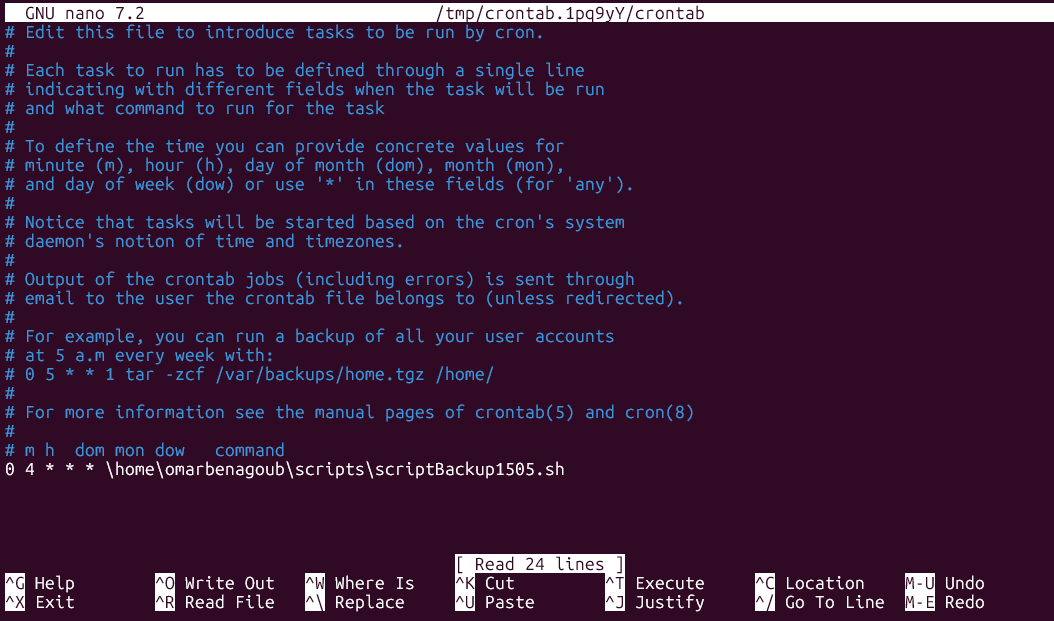 GNU nano 7.2 /tmp/crontab.1pq9yY/crontab
# Edit this file to introduce tasks to be run by cron.
#
# Each task to run has to be defined through a single line
# indicating with different fields when the task will be run
# and what command to run for the task
#
# To define the time you can provide concrete values for
# minute (m), hour (h), day of month (dom), month (mon),
# and day of week (dow) or use '*' in these fields (for 'any').
#
# Notice that tasks will be started based on the cron's system
# daemon's notion of time and timezones.
#
# Output of the crontab jobs (including errors) is sent through
# email to the user the crontab file belongs to (unless redirected).
#
# For example, you can run a backup of all your user accounts
# at 5 a.m every week with:
# 0 5 * * 1 tar -zcf /var/backups/home.tgz /home/
#
# For more information see the manual pages of crontab(5) and cron(8)
#
# m h  dom mon dow   command
0 4 * * * \home\omarbenagoub\scripts\scriptBackup1505.sh
[ Read 24 lines ]
^G Help ^O Write Out ^W Where Is ^K Cut ^T Execute ^C Location M-U Undo
^X Exit ^R Read File ^\ Replace ^U Paste ^J Justify ^/ Go To Line M-E Redo